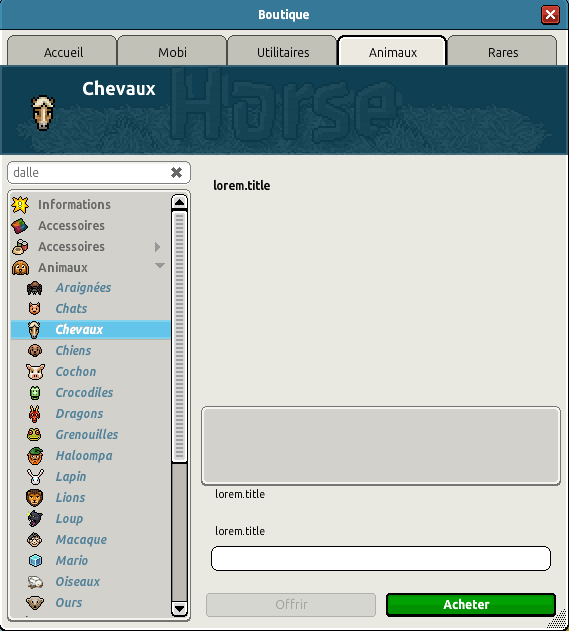 Boutique
Accueil
Mobi
Utilitaires
Animaux
Rares
Chevaux
Horse
dalle
Informations
Accessoires
Accessoires
Animaux
Araignées
Chats
Chevaux
Chiens
Cochon
Crocodiles
Dragons
Grenouilles
Haloompa
Lapin
Lions
Loup
Macaque
Mario
Oiseaux
Ours
lorem.title
lorem.title
lorem.title
Offrir
Acheter